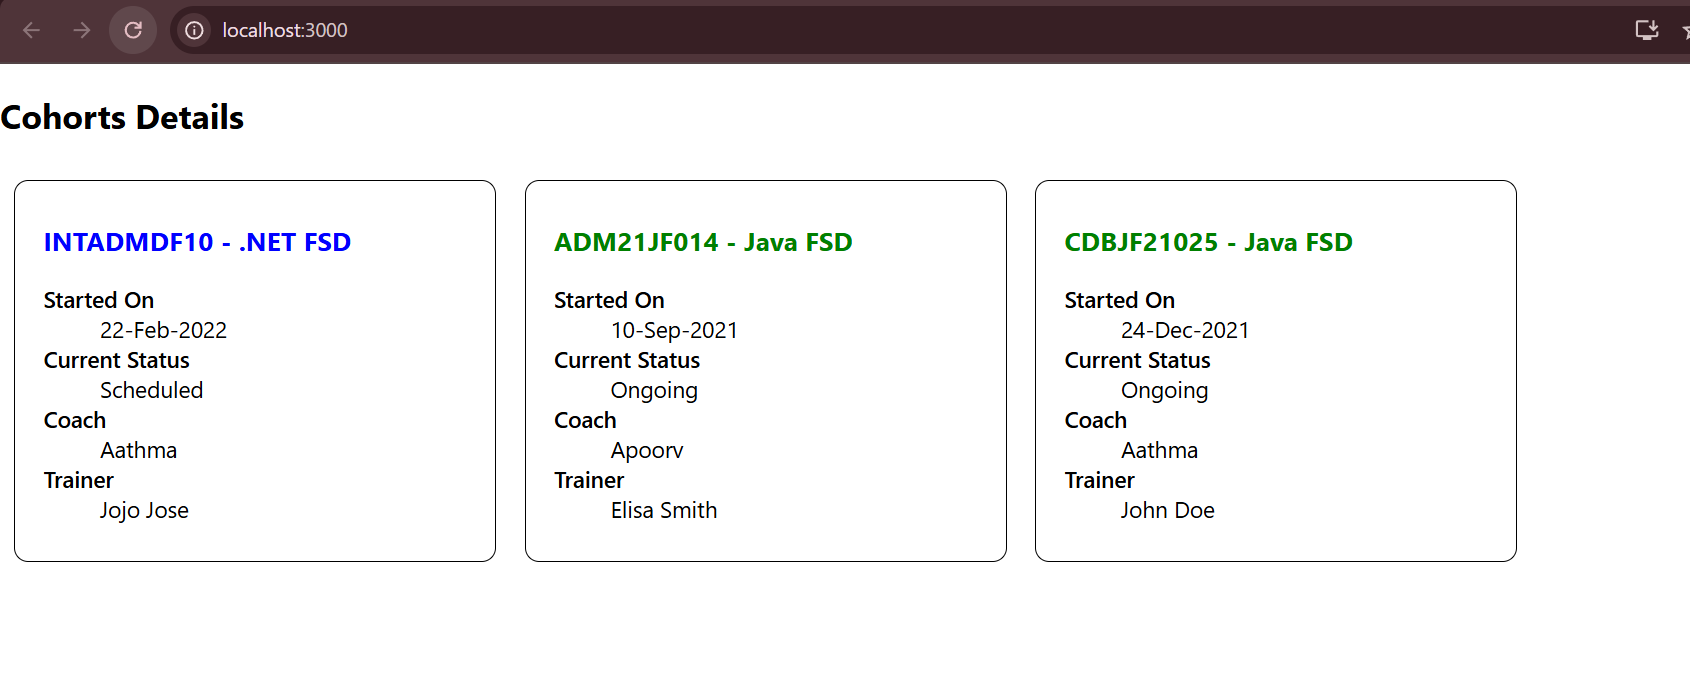 localhost:3000
Cohorts Details
INTADMDF10 - .NET FSD
Started On
22-Feb-2022
Current Status
Scheduled
Coach
Aathma
Trainer
Jojo Jose
ADM21JF014 - Java FSD
Started On
10-Sep-2021
Current Status
Ongoing
Coach
Apoorv
Trainer
Elisa Smith
CDBJF21025 - Java FSD
Started On
24-Dec-2021
Current Status
Ongoing
Coach
Aathma
Trainer
John Doe